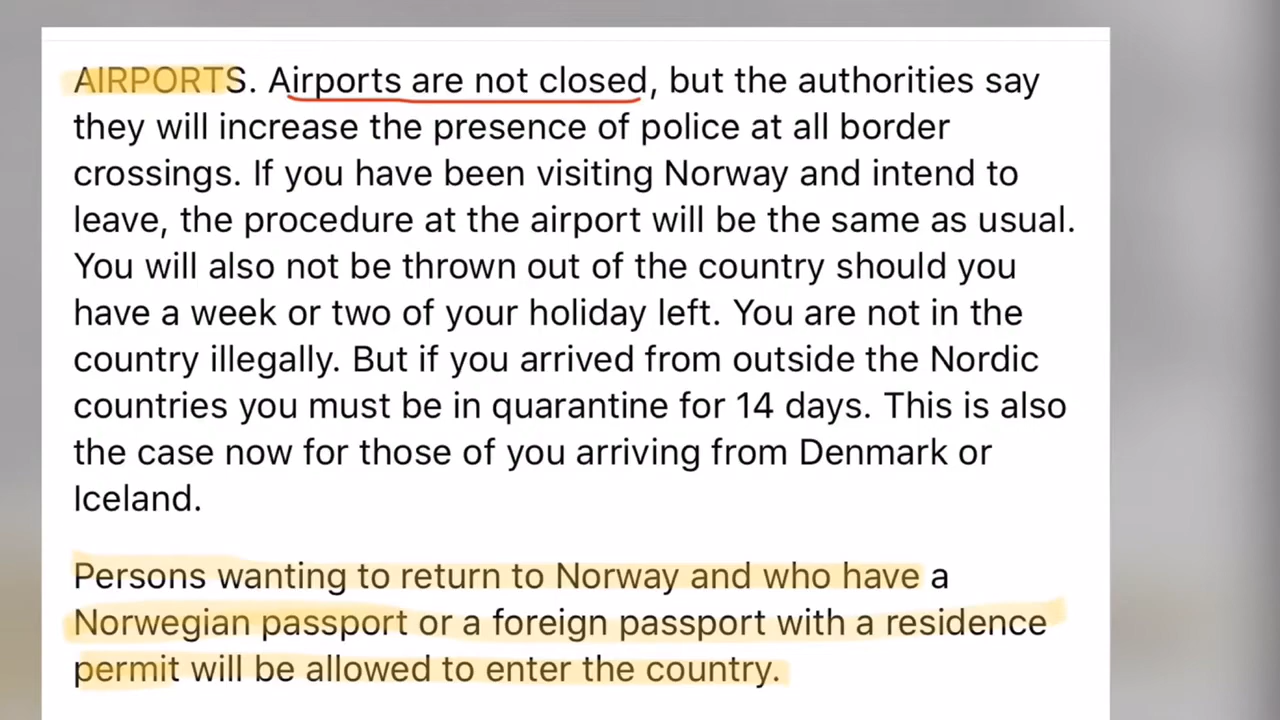 AIRPORTS. Airports are not closed, but the authorities say
they will increase the presence of police at all border
crossings. If you have been visiting Norway and intend to
leave, the procedure at the airport will be the same as usual.
You will also not be thrown out of the country should you
have a week or two of your holiday left. You are not in the
country illegally. But if you arrived from outside the Nordic
countries you must be in quarantine for 14 days. This is also
the case now for those of you arriving from Denmark or
Iceland.
Persons wanting to return to Norway and who have a
Norwegian passport or a foreign passport with a residence
permit will be allowed to enter the country.